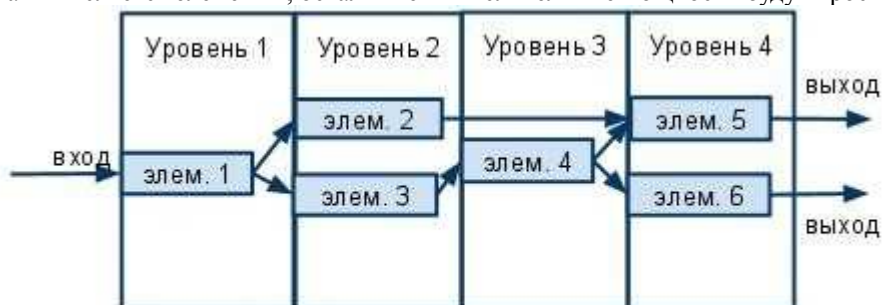 Уровень 1 Уровень 2 Уровень 3 Уровень 4
выход
элем. 2 элем. 5
вход
элем. 1 элем. 4
элем. 3 элем. 6
выход